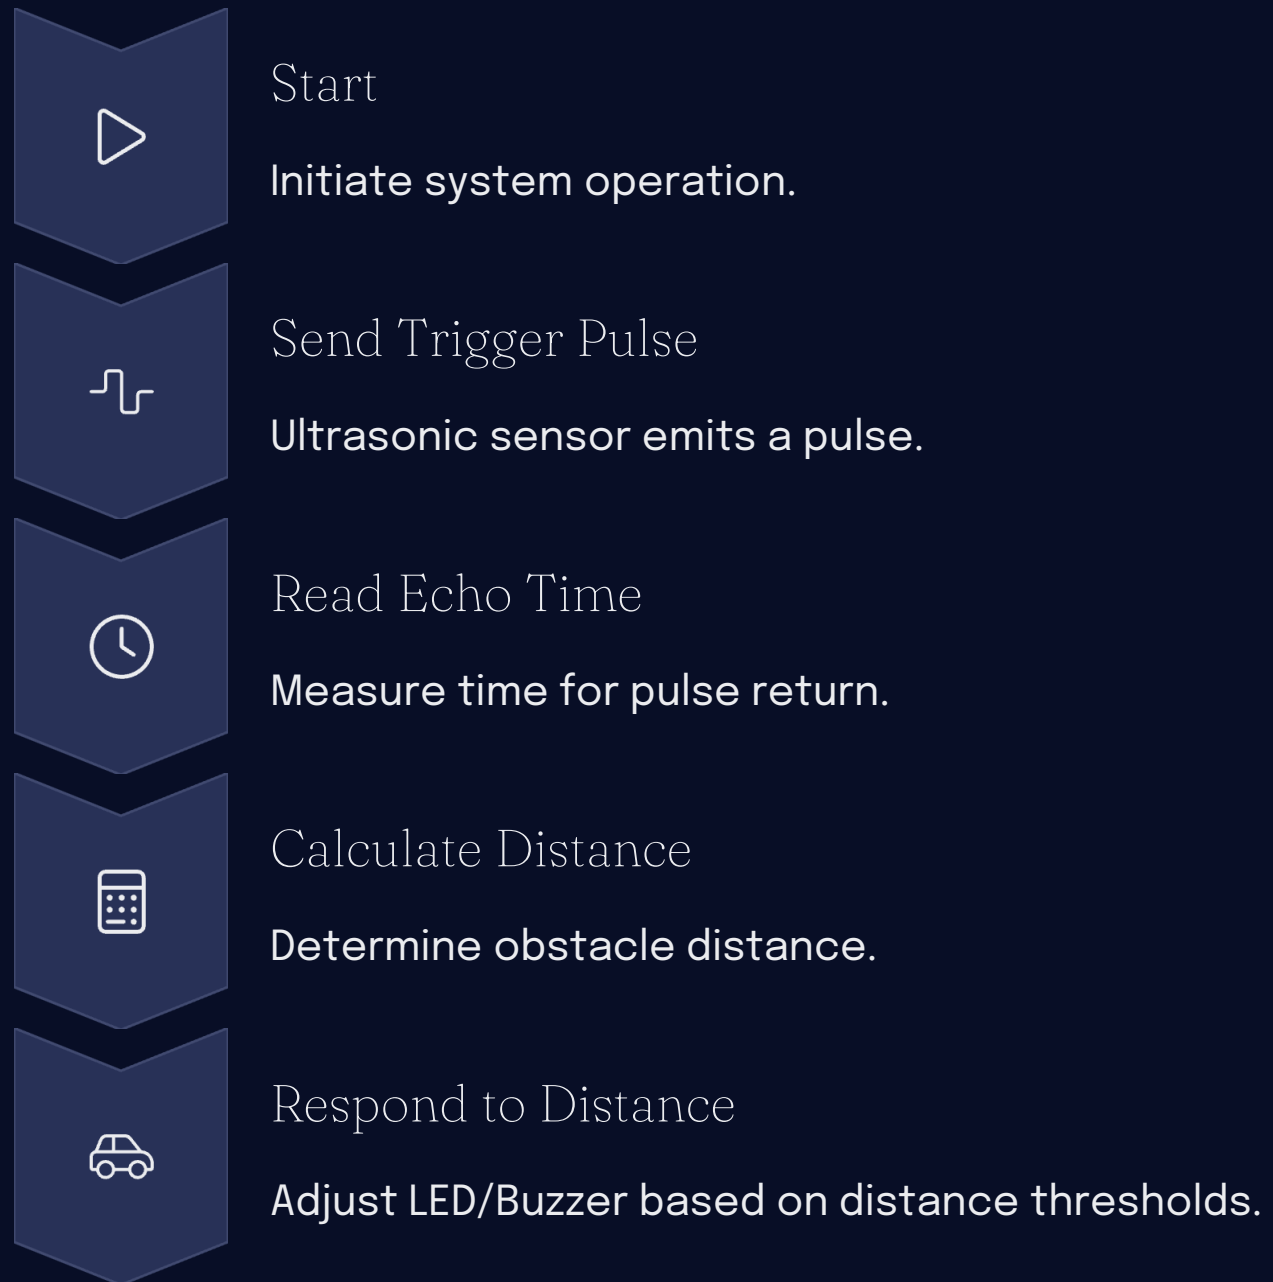 Start
Initiate system operation.
Send Trigger Pulse
Ultrasonic sensor emits a pulse.
Read Echo Time
Measure time for pulse return.
Calculate Distance
Determine obstacle distance.
Respond to Distance
Adjust LED/Buzzer based on distance thresholds.